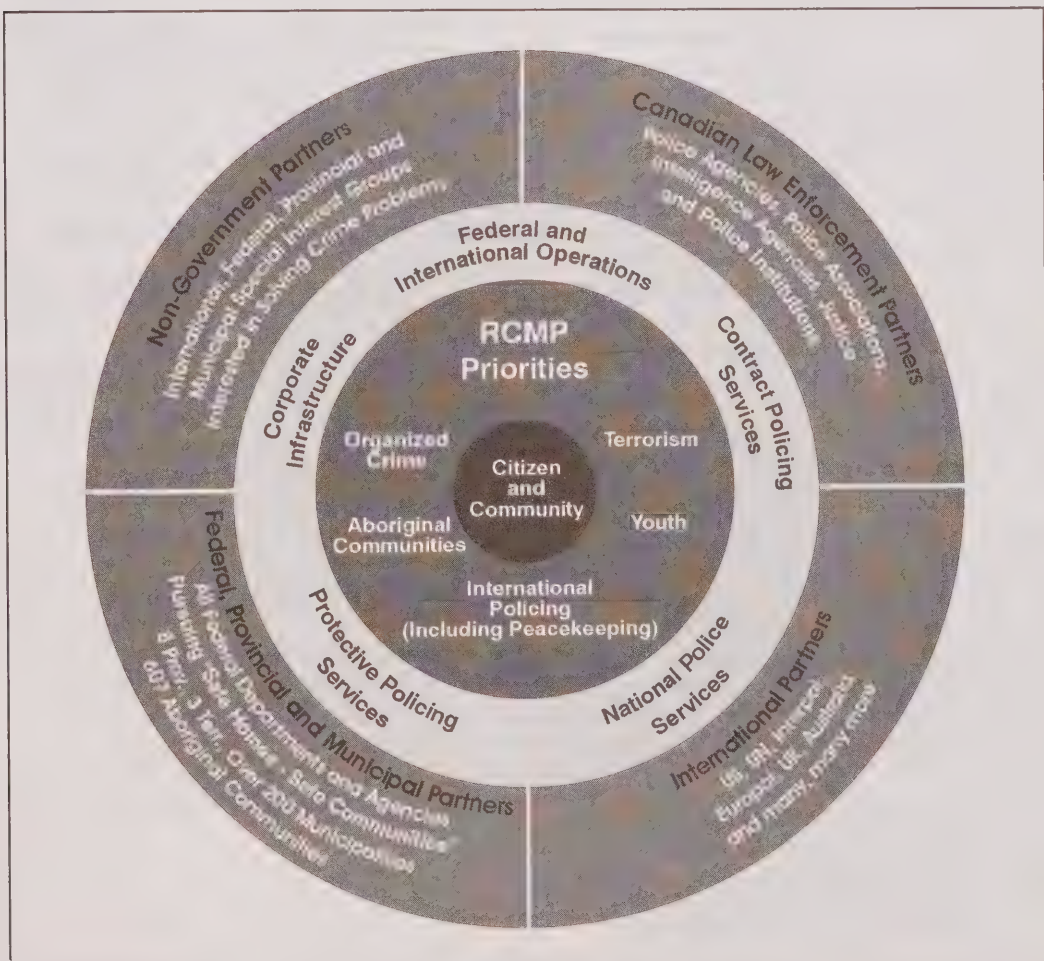 Non-Government Partners
International, Federal, Provincial and
Municipal Special Interest Groups
Interested in Solving Crime Problems
Canadian Law Enforcement Partners
Police Agencies, Police Associations,
Intelligence Agencies, Justice
and Police Institutions
Federal and
International Operations
Corporate
Infrastructure
Contract Policing
Services
RCMP
Priorities
Organized
Crime
Terrorism
Citizen
and
Community
Aboriginal
Communities
Youth
International
Policing
(Including Peacekeeping)
Protective Policing
Services
National Police
Services
Federal, Provincial and Municipal Partners
All Federal Departments and Agencies
Pursuing "Safe Homes - Safe Communities"
8 Prov., 3 Terr., Over 200 Municipalities
607 Aboriginal Communities
International Partners
US, UN, Interpol,
Europol, UK, Australia,
and many, many more